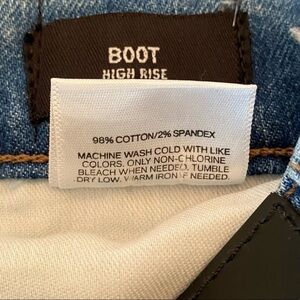 BOOT
HIGH RISE
98% COTTON/2% SPANDEX
MACHINE WASH COLD WITH LIKE
COLORS. ONLY NON-CHLORINE
BLEACH WHEN NEEDED. TUMBLE
DRY LOW. WARM IRON IF NEEDED.